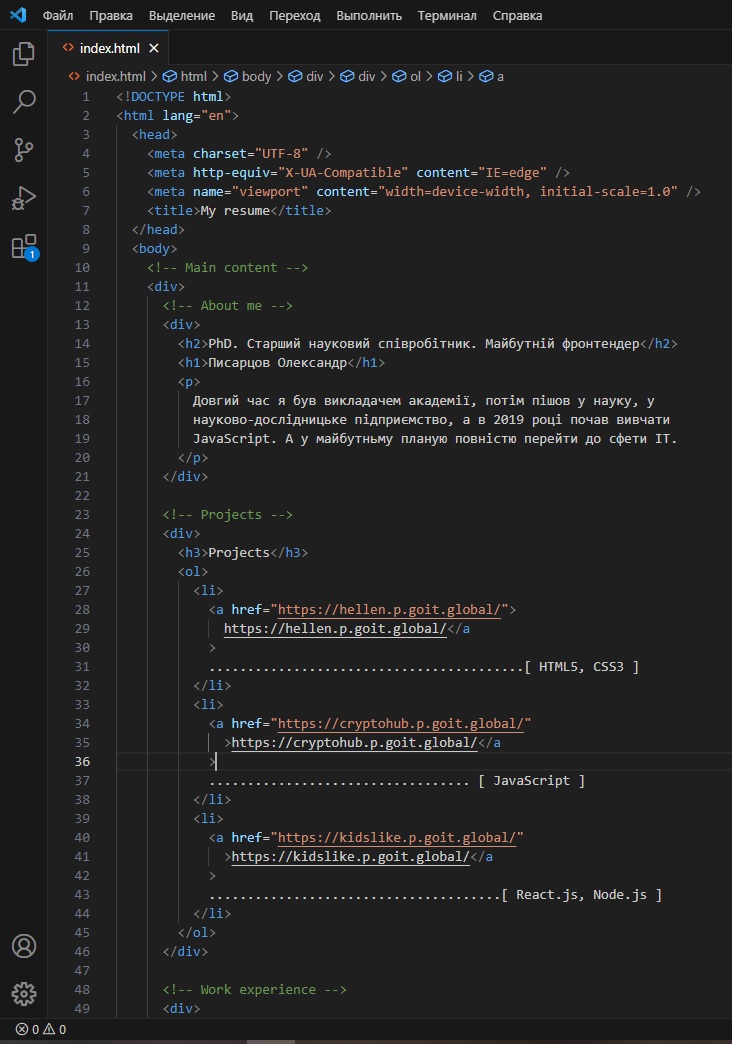 Файл Правка Выделение Вид Переход Выполнить Терминал Справка
index.html
index.html > html > body > div > div > ol > li > a
1 <!DOCTYPE html>
2 <html lang="en">
3 <head>
4 <meta charset="UTF-8" />
5 <meta http-equiv="X-UA-Compatible" content="IE=edge" />
6 <meta name="viewport" content="width=device-width, initial-scale=1.0" />
7 <title>My resume</title>
8 </head>
9 <body>
10 <!-- Main content -->
11 <div>
12 <!-- About me -->
13 <div>
14 <h2>PhD. Старший науковий співробітник. Майбутній фронтендер</h2>
15 <h1>Писарцов Олександр</h1>
16 <p>
17 Довгий час я був викладачем академії, потім пішов у науку, у
18 науково-дослідницьке підприємство, а в 2019 році почав вивчати
19 JavaScript. А у майбутньму планую повністю перейти до сфети IT.
20 </p>
21 </div>
22
23 <!-- Projects -->
24 <div>
25 <h3>Projects</h3>
26 <ol>
27 <li>
28 <a href="https://hellen.p.goit.global/">
29 https://hellen.p.goit.global/</a
30 >
31 .........................................[ HTML5, CSS3 ]
32 </li>
33 <li>
34 <a href="https://cryptohub.p.goit.global/"
35 >https://cryptohub.p.goit.global/</a
36 >
37 .................................. [ JavaScript ]
38 </li>
39 <li>
40 <a href="https://kidslike.p.goit.global/"
41 >https://kidslike.p.goit.global/</a
42 >
43 ......................................[ React.js, Node.js ]
44 </li>
45 </ol>
46 </div>
47
48 <!-- Work experience -->
49 <div>
1
0 0